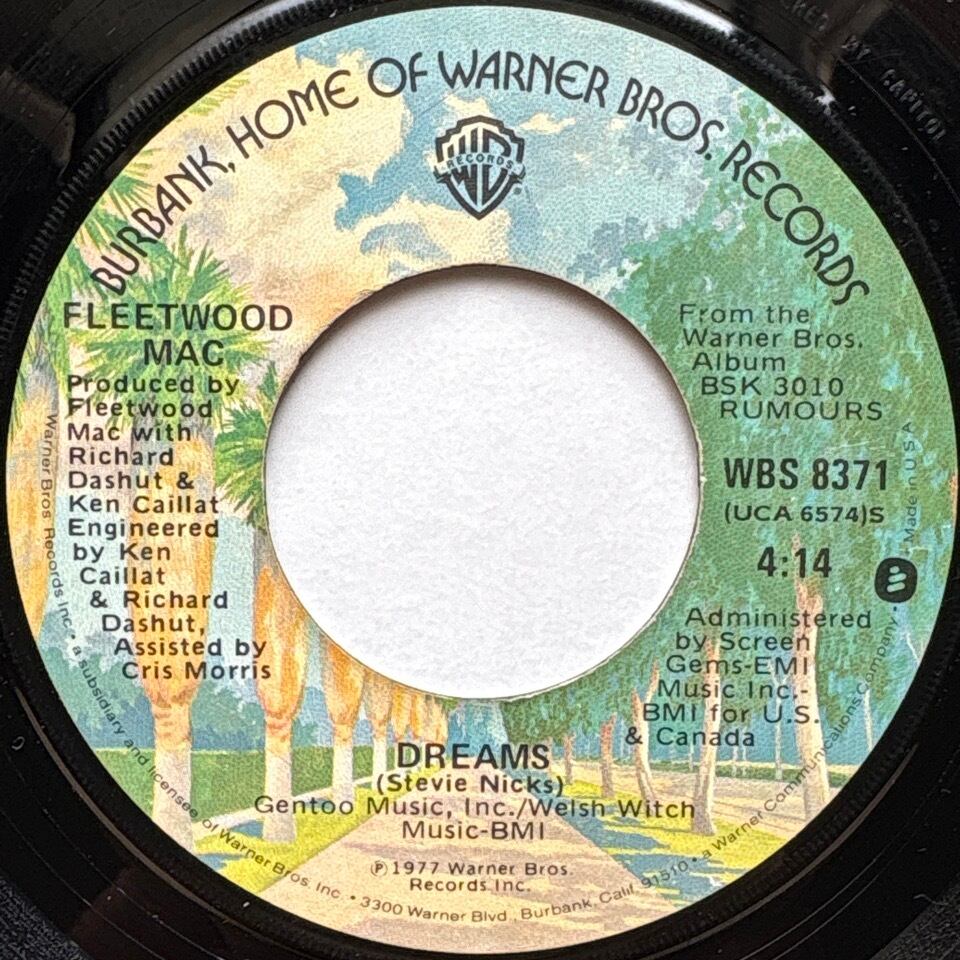 BURBANK, HOME OF WARNER BROS. RECORDS
WB
RECORDS
FLEETWOOD
MAC
Produced by
Fleetwood
Mac with
Richard
Dashut &
Ken Caillat
Engineered
by Ken
Caillat
& Richard
Dashut,
Assisted by
Cris Morris
From the
Warner Bros.
Album
BSK 3010
RUMOURS
WBS 8371
(UCA 6574)S
4:14
Administered
by Screen
Gems-EMI
Music Inc.-
BMI for U.S.
& Canada
DREAMS
(Stevie Nicks)
Gentoo Music, Inc./Welsh Witch
Music-BMI
℗1977 Warner Bros.
Records Inc.
Warner Bros Records Inc. • a subsidiary and licensee of Warner Bros. Inc • 3300 Warner Blvd., Burbank, Calif. 91510 • a Warner Communications Company • Made in U.S.A.
BY CAPITOL